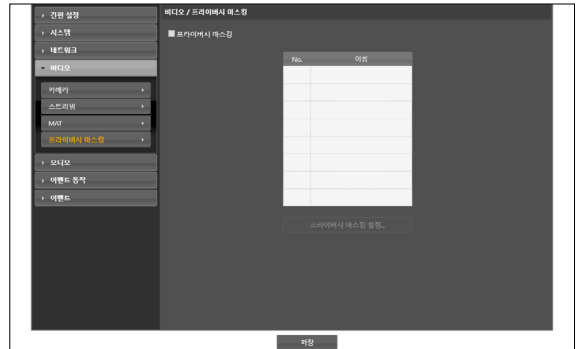 간편 설정
시스템
네트워크
비디오
카메라
스트리밍
MAT
프라이버시 마스킹
오디오
이벤트 동작
이벤트
비디오 / 프라이버시 마스킹
프라이버시 마스킹
No. 이름
프라이버시 마스킹 설정...
저장